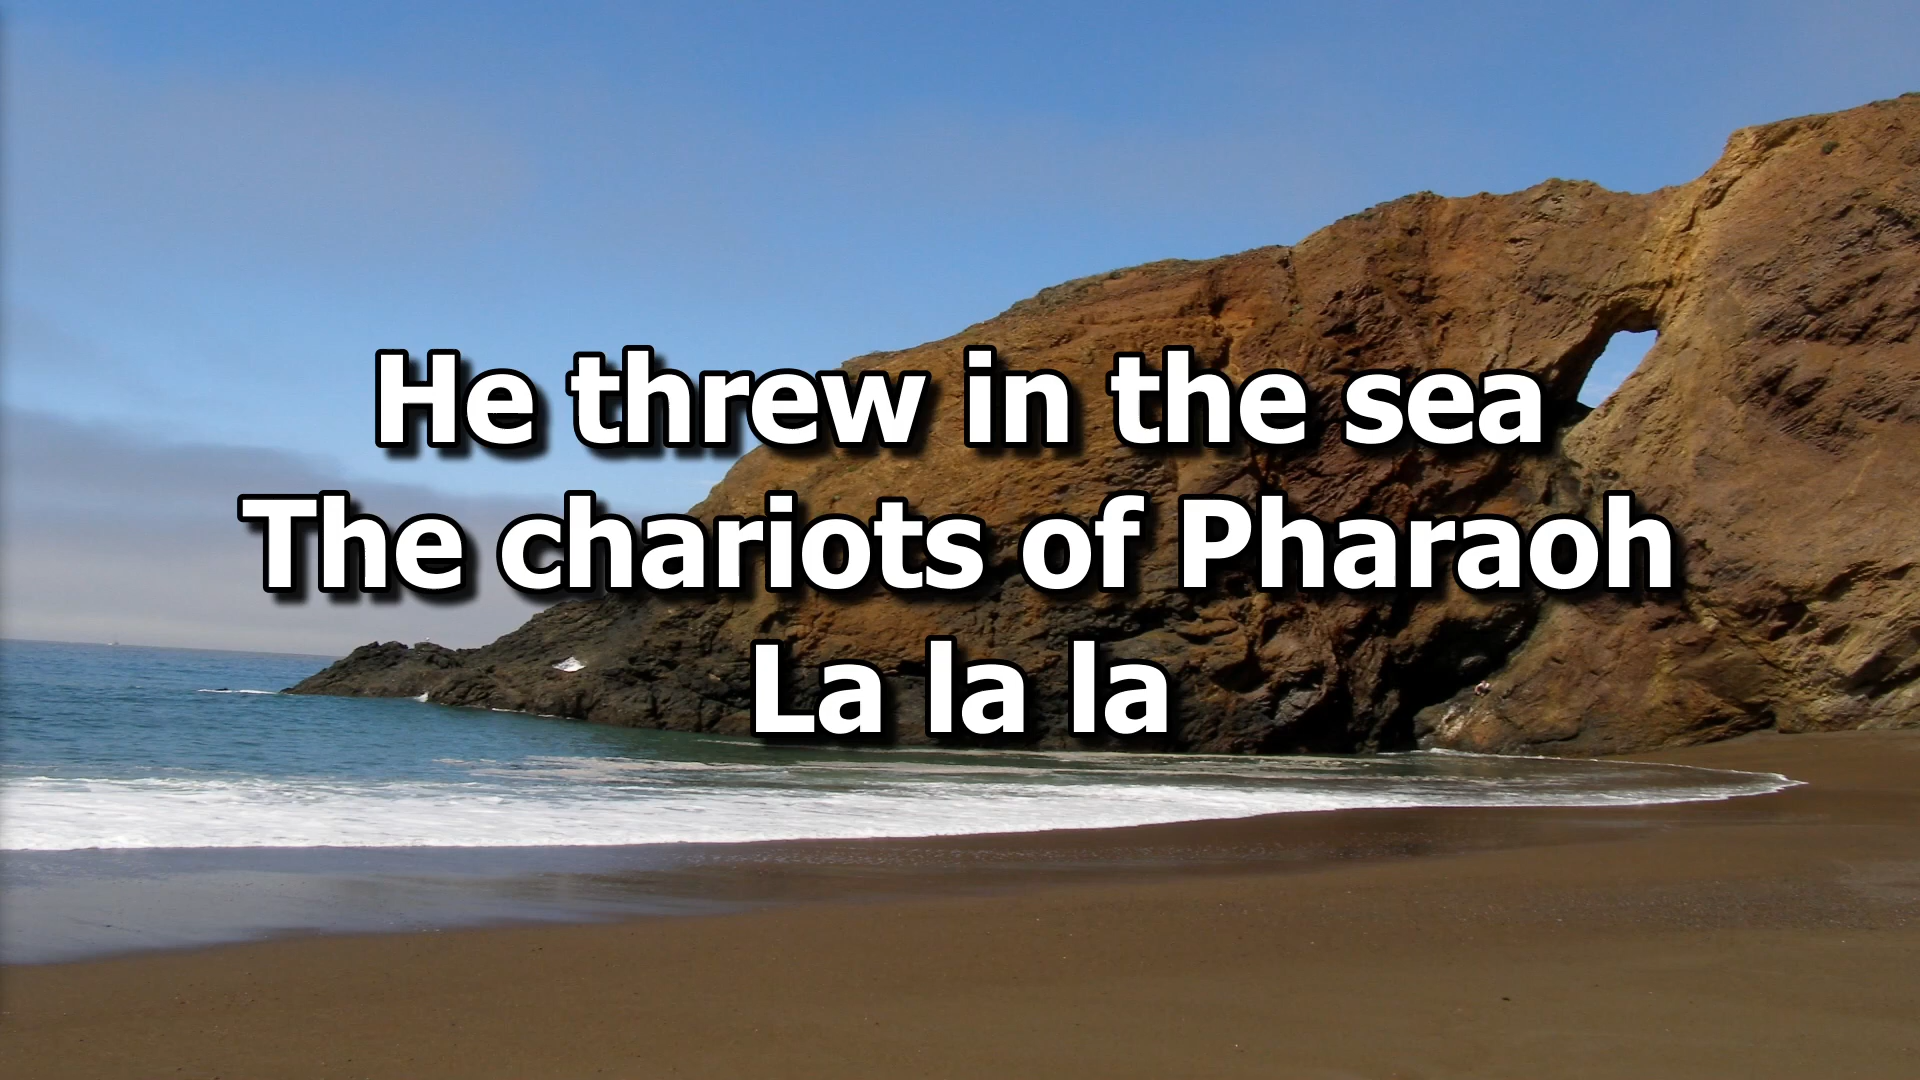 He threw in the sea
The chariots of Pharaoh
La la la